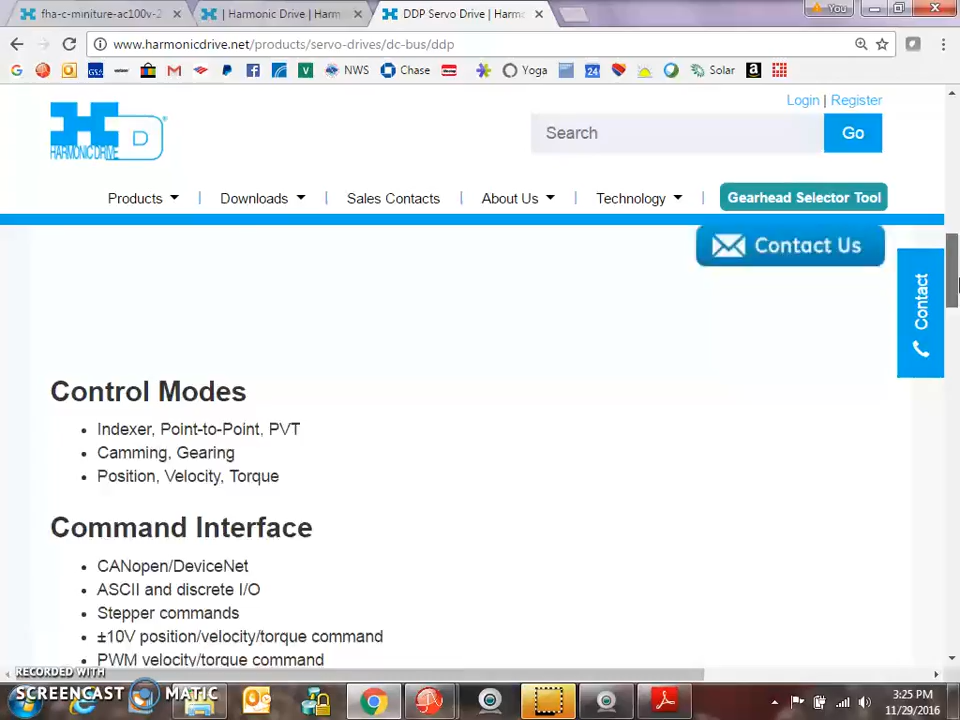 fha-c-miniture-ac100v-2
| Harmonic Drive | Harm
DDP Servo Drive | Harmo
You
www.harmonicdrive.net/products/servo-drives/dc-bus/ddp
NWS
Chase
Yoga
24
Solar
Login | Register
HARMONIC DRIVE
Search
Go
Products
Downloads
Sales Contacts
About Us
Technology
Gearhead Selector Tool
Contact Us
Contact
Control Modes
• Indexer, Point-to-Point, PVT
• Camming, Gearing
• Position, Velocity, Torque
Command Interface
• CANopen/DeviceNet
• ASCII and discrete I/O
• Stepper commands
• ±10V position/velocity/torque command
• PWM velocity/torque command
RECORDED WITH
SCREENCAST MATIC
3:25 PM
11/29/2016